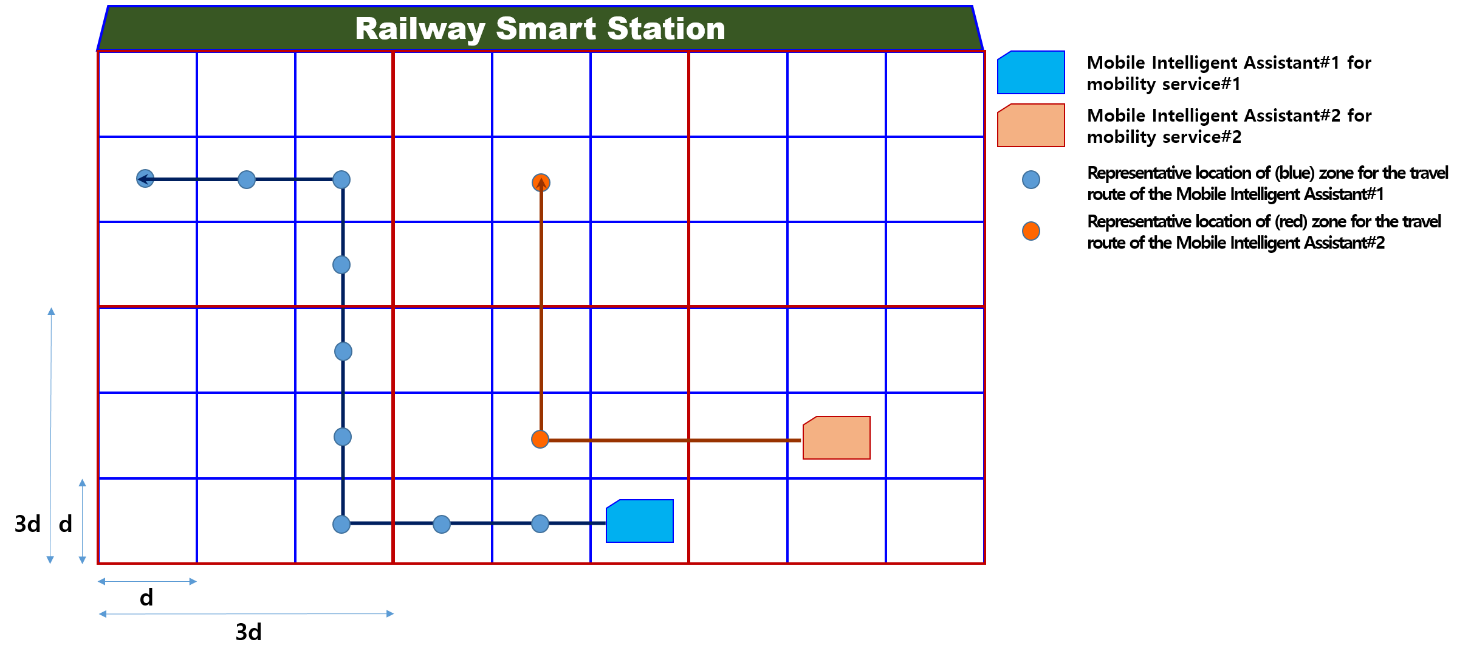 Railway Smart Station
Mobile Intelligent Assistant#1 for
mobility service#1
Mobile Intelligent Assistant#2 for
mobility service#2
Representative location of (blue) zone for the travel
route of the Mobile Intelligent Assistant#1
Representative location of (red) zone for the travel
route of the Mobile Intelligent Assistant#2
3d
d
d
3d